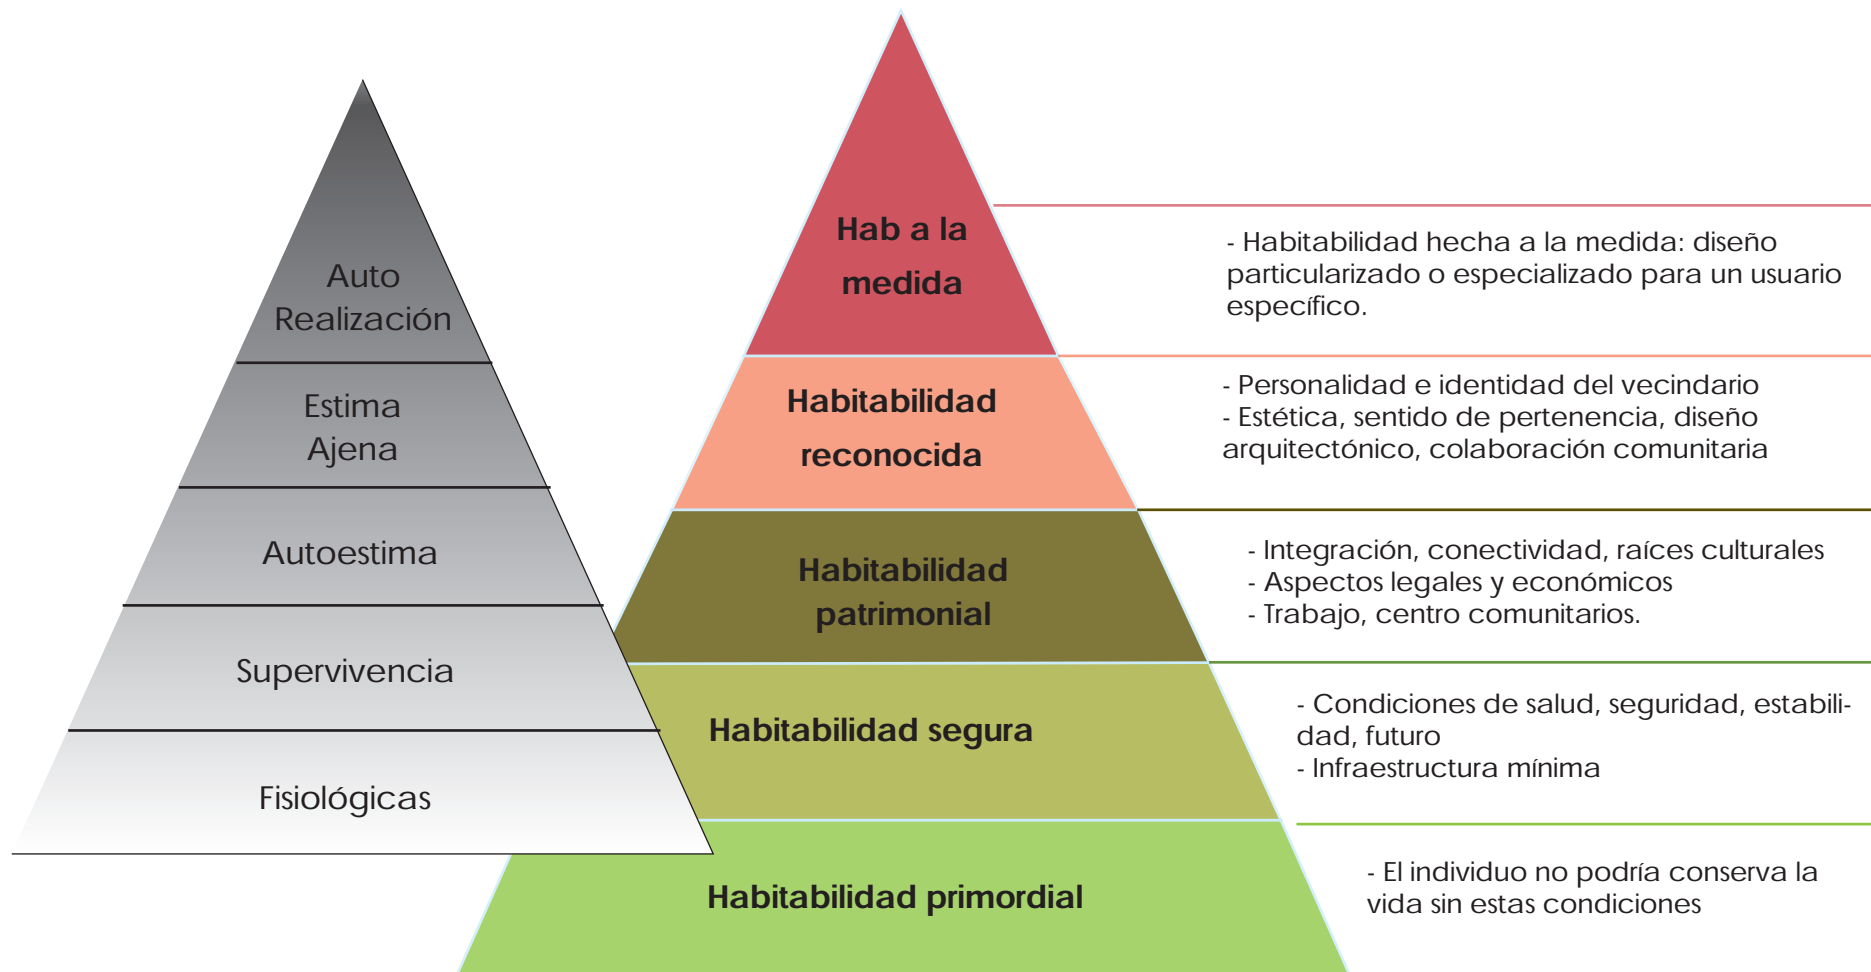 Auto
Realización
Estima
Ajena
Autoestima
Supervivencia
Fisiológicas
Hab a la
medida
Habitabilidad
reconocida
Habitabilidad
patrimonial
Habitabilidad segura
Habitabilidad primordial
- Habitabilidad hecha a la medida: diseño
particularizado o especializado para un usuario
específico.
- Personalidad e identidad del vecindario
- Estética, sentido de pertenencia, diseño
arquitectónico, colaboración comunitaria
- Integración, conectividad, raíces culturales
- Aspectos legales y económicos
- Trabajo, centro comunitarios.
- Condiciones de salud, seguridad, estabili-
dad, futuro
- Infraestructura mínima
- El individuo no podría conserva la
vida sin estas condiciones